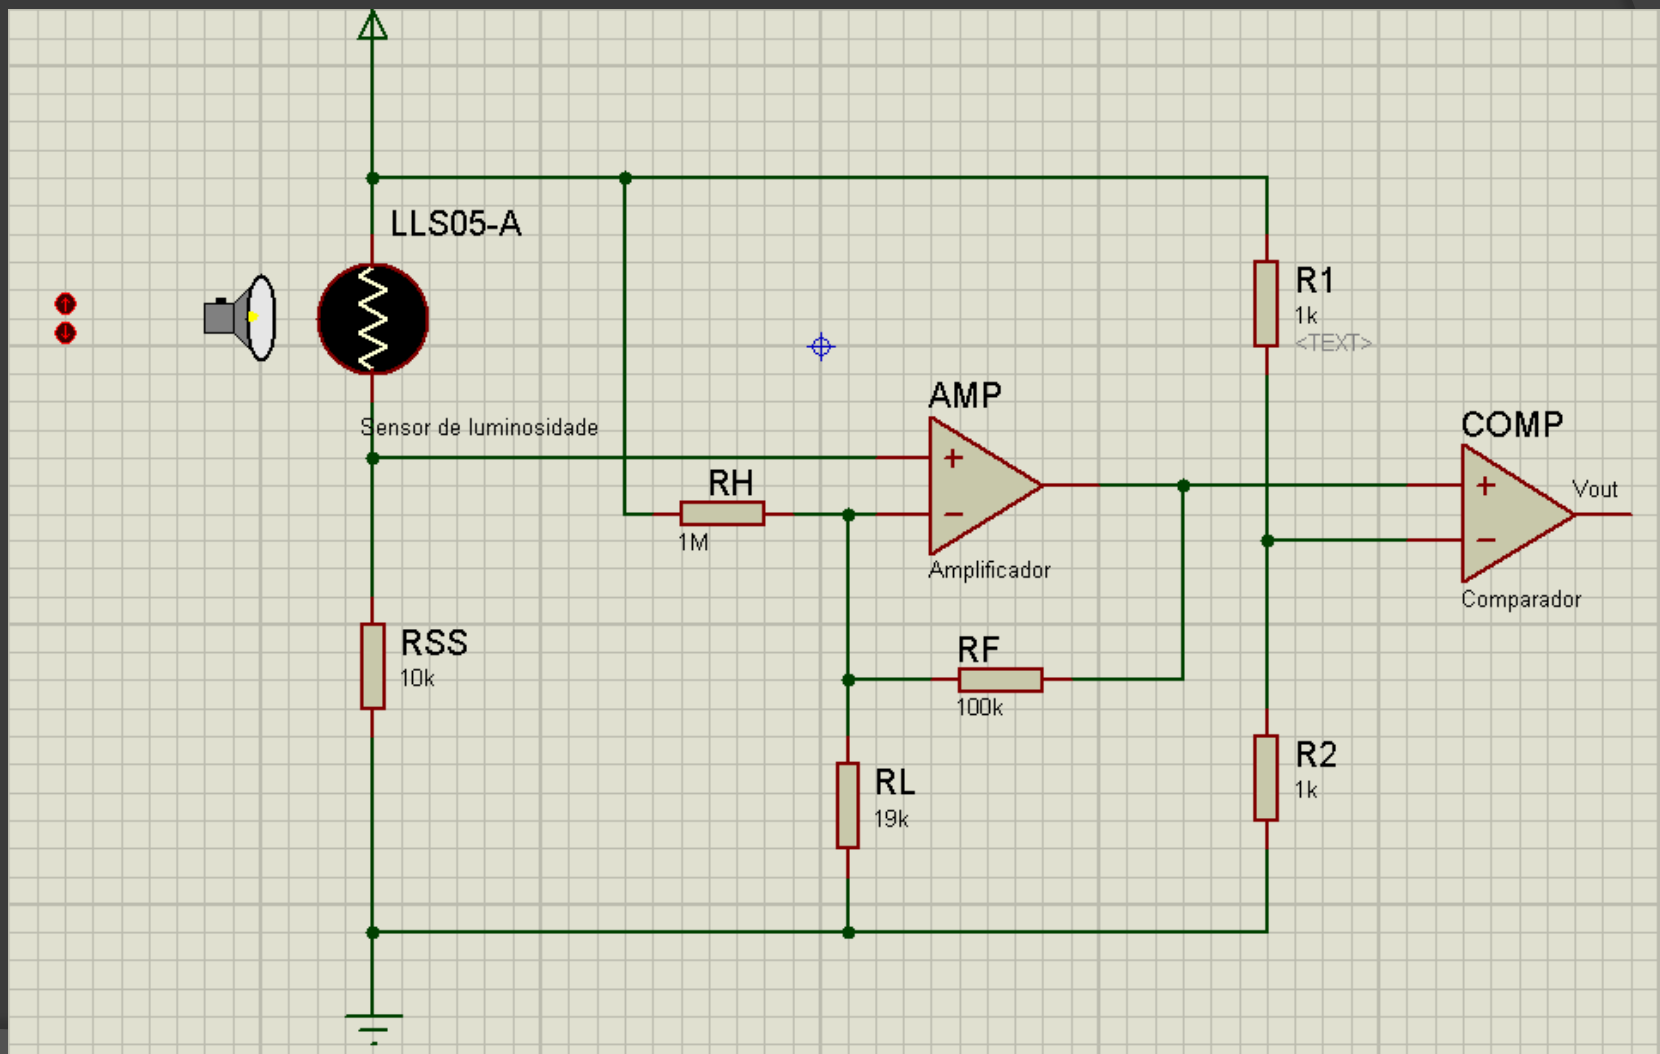 LLS05-A
Sensor de luminosidade
R1
1k
<TEXT>
AMP
+
−
Amplificador
RH
1M
COMP
+
−
Vout
Comparador
RSS
10k
RF
100k
RL
19k
R2
1k